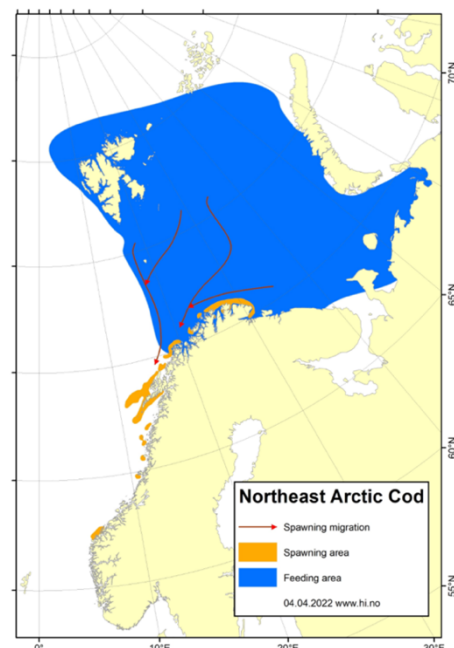 70°N
65°N
60°N
Northeast Arctic Cod
Spawning migration
Spawning area
Feeding area
04.04.2022 www.hi.no
55°N
0°
10°E
20°E
30°E